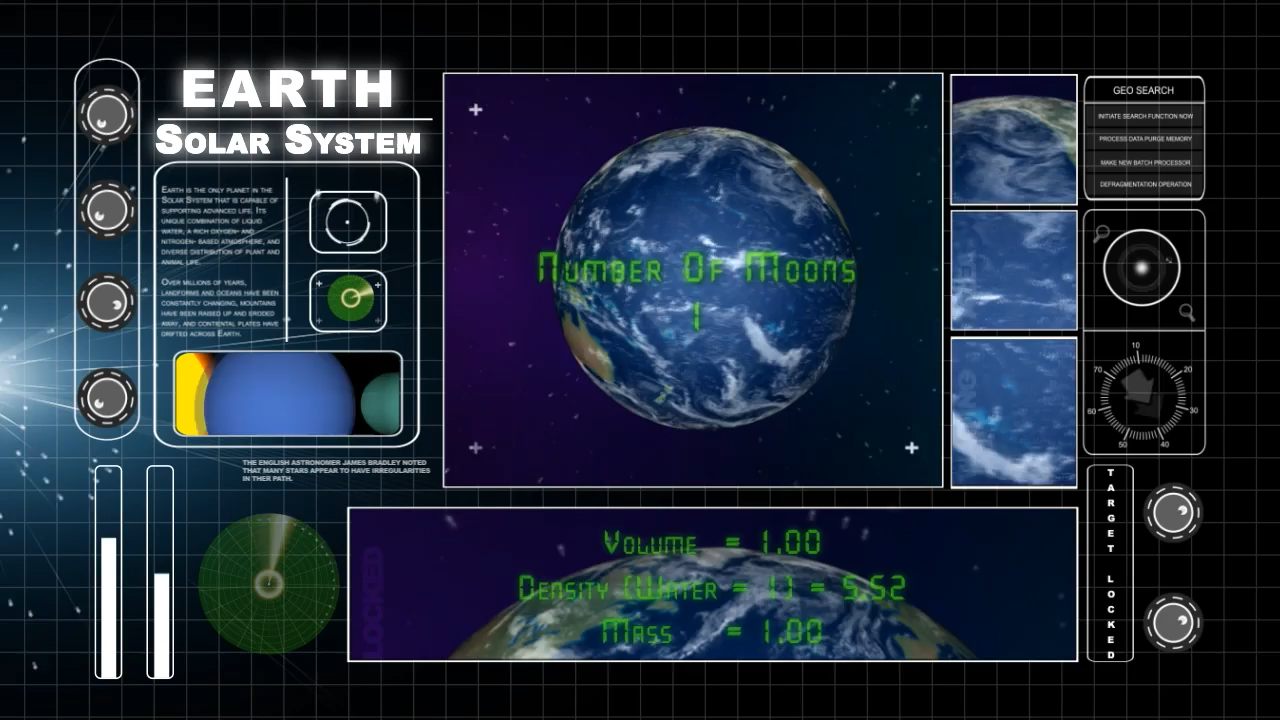 EARTH
SOLAR SYSTEM
EARTH IS THE ONLY PLANET IN THE
SOLAR SYSTEM THAT IS CAPABLE OF
SUPPORTING ADVANCED LIFE. ITS
UNIQUE COMBINATION OF LIQUID
WATER, A RICH OXYGEN- AND
NITROGEN- BASED ATMOSPHERE, AND
DIVERSE DISTRIBUTION OF PLANT AND
ANIMAL LIFE.
OVER MILLIONS OF YEARS,
LANDFORMS AND OCEANS HAVE BEEN
CONSTANTLY CHANGING, MOUNTAINS
HAVE BEEN RAISED UP AND ERODED
AWAY, AND CONTIENTAL PLATES HAVE
DRIFTED ACROSS EARTH.
THE ENGLISH ASTRONOMER JAMES BRADLEY NOTED
THAT MANY STARS APPEAR TO HAVE IRREGULARITIES
IN THER PATH.
NUMBER OF MOONS
1
VOLUME = 1.00
DENSITY (WATER = 1) = 5.52
MASS = 1.00
LOCKED
GEO SEARCH
INITIATE SEARCH FUNCTION NOW
PROCESS DATA PURGE MEMORY
MAKE NEW BATCH PROCESSOR
DEFRAGMENTATION OPERATION
10
20
30
40
50
60
70
TARGET LOCKED